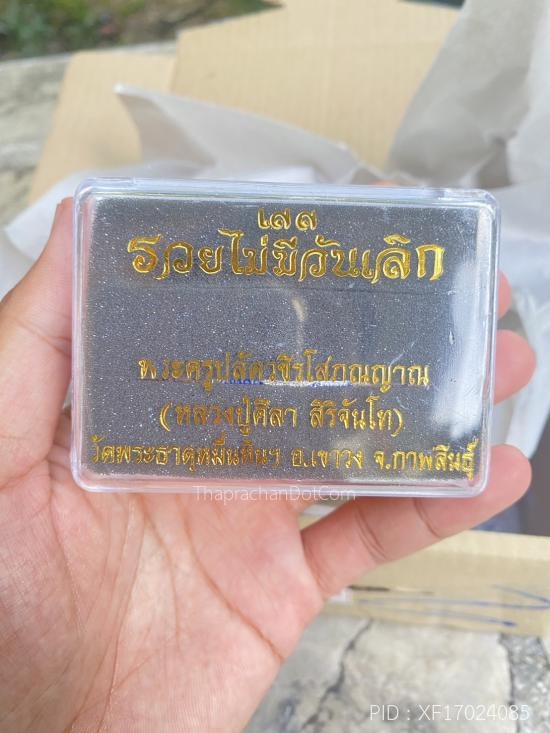 ๑๙๑
รวยไม่มีวันเลิก
พระครูปลัดวชิรโสภณญาณ
(หลวงปู่ศิลา สิริจันโท)
วัดพระธาตุหมื่นหินฯ อ.เขาวง จ.กาฬสินธุ์
ThaprachanDotCom
PID : XF17024085